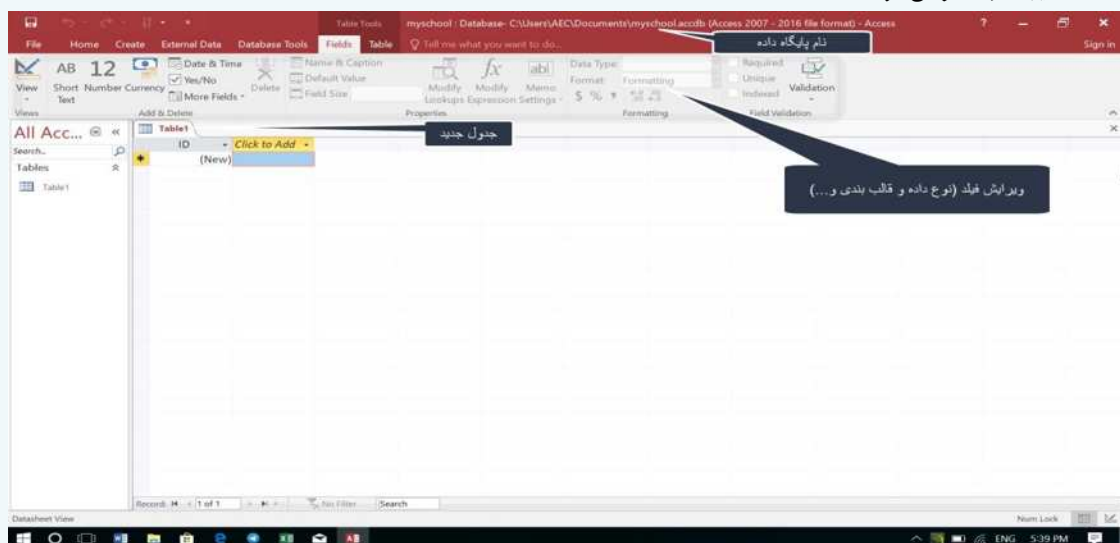 Table Tools
myschool : Database- C:\Users\AEC\Documents\myschool.accdb (Access 2007 - 2016 file format) - Access
?
File Home Create External Data Database Tools Fields Table Tell me what you want to do...
نام پایگاه داده
Sign in
View
AB Short Text
12 Number
Currency
Date & Time
Yes/No
More Fields
Delete
Name & Caption
Default Value
Field Size
Modify Lookups
fx Modify Expression
abl Memo Settings
Data Type:
Format: Formatting
$ %
Required
Unique
Indexed
Validation
Views Add & Delete Properties Formatting Field Validation
All Acc...
Search...
Tables
Table1
Table1
جدول جدید
ID Click to Add
(New)
ویرایش فیلد (نوع داده و قالب بندی و...)
Record: 1 of 1 No Filter Search
Datasheet View Num Lock
ENG 5:39 PM